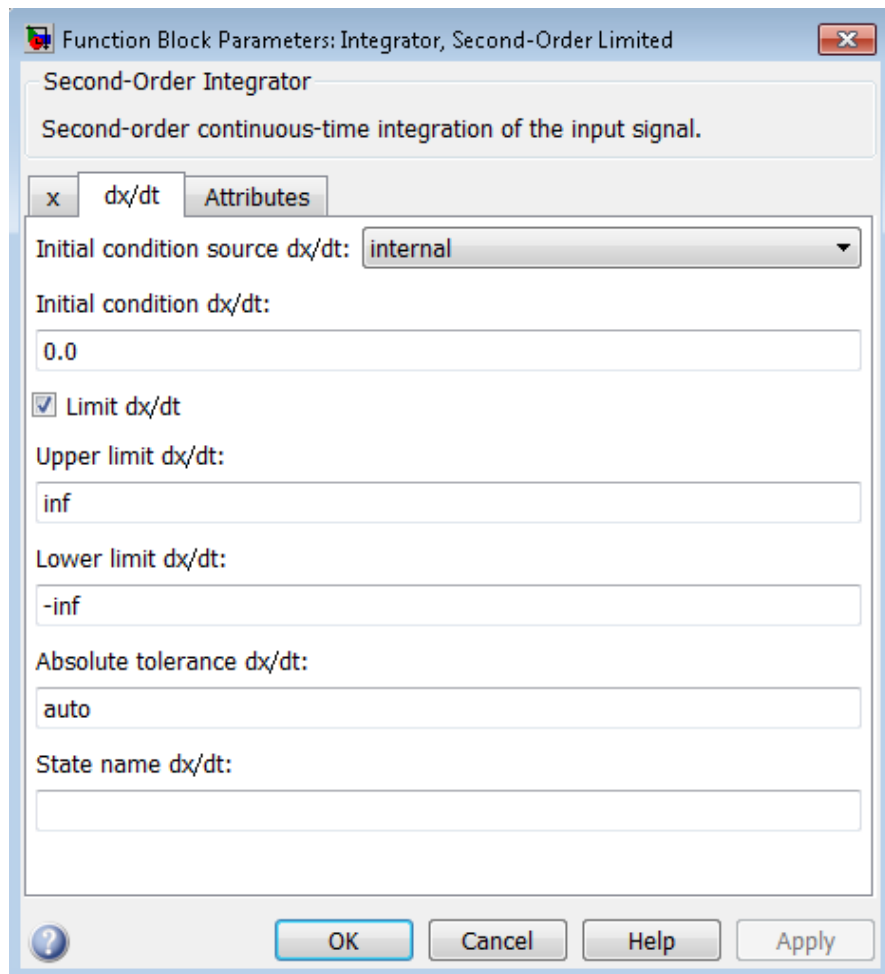 Function Block Parameters: Integrator, Second-Order Limited
Second-Order Integrator
Second-order continuous-time integration of the input signal.
x dx/dt Attributes
Initial condition source dx/dt: internal
Initial condition dx/dt:
0.0
Limit dx/dt
Upper limit dx/dt:
inf
Lower limit dx/dt:
-inf
Absolute tolerance dx/dt:
auto
State name dx/dt:
? OK Cancel Help Apply